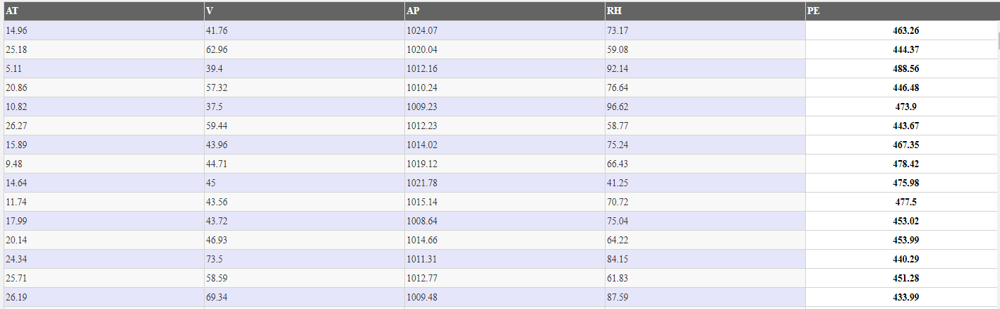 AT V AP RH PE
14.96 41.76 1024.07 73.17 463.26
25.18 62.96 1020.04 59.08 444.37
5.11 39.4 1012.16 92.14 488.56
20.86 57.32 1010.24 76.64 446.48
10.82 37.5 1009.23 96.62 473.9
26.27 59.44 1012.23 58.77 443.67
15.89 43.96 1014.02 75.24 467.35
9.48 44.71 1019.12 66.43 478.42
14.64 45 1021.78 41.25 475.98
11.74 43.56 1015.14 70.72 477.5
17.99 43.72 1008.64 75.04 453.02
20.14 46.93 1014.66 64.22 453.99
24.34 73.5 1011.31 84.15 440.29
25.71 58.59 1012.77 61.83 451.28
26.19 69.34 1009.48 87.59 433.99